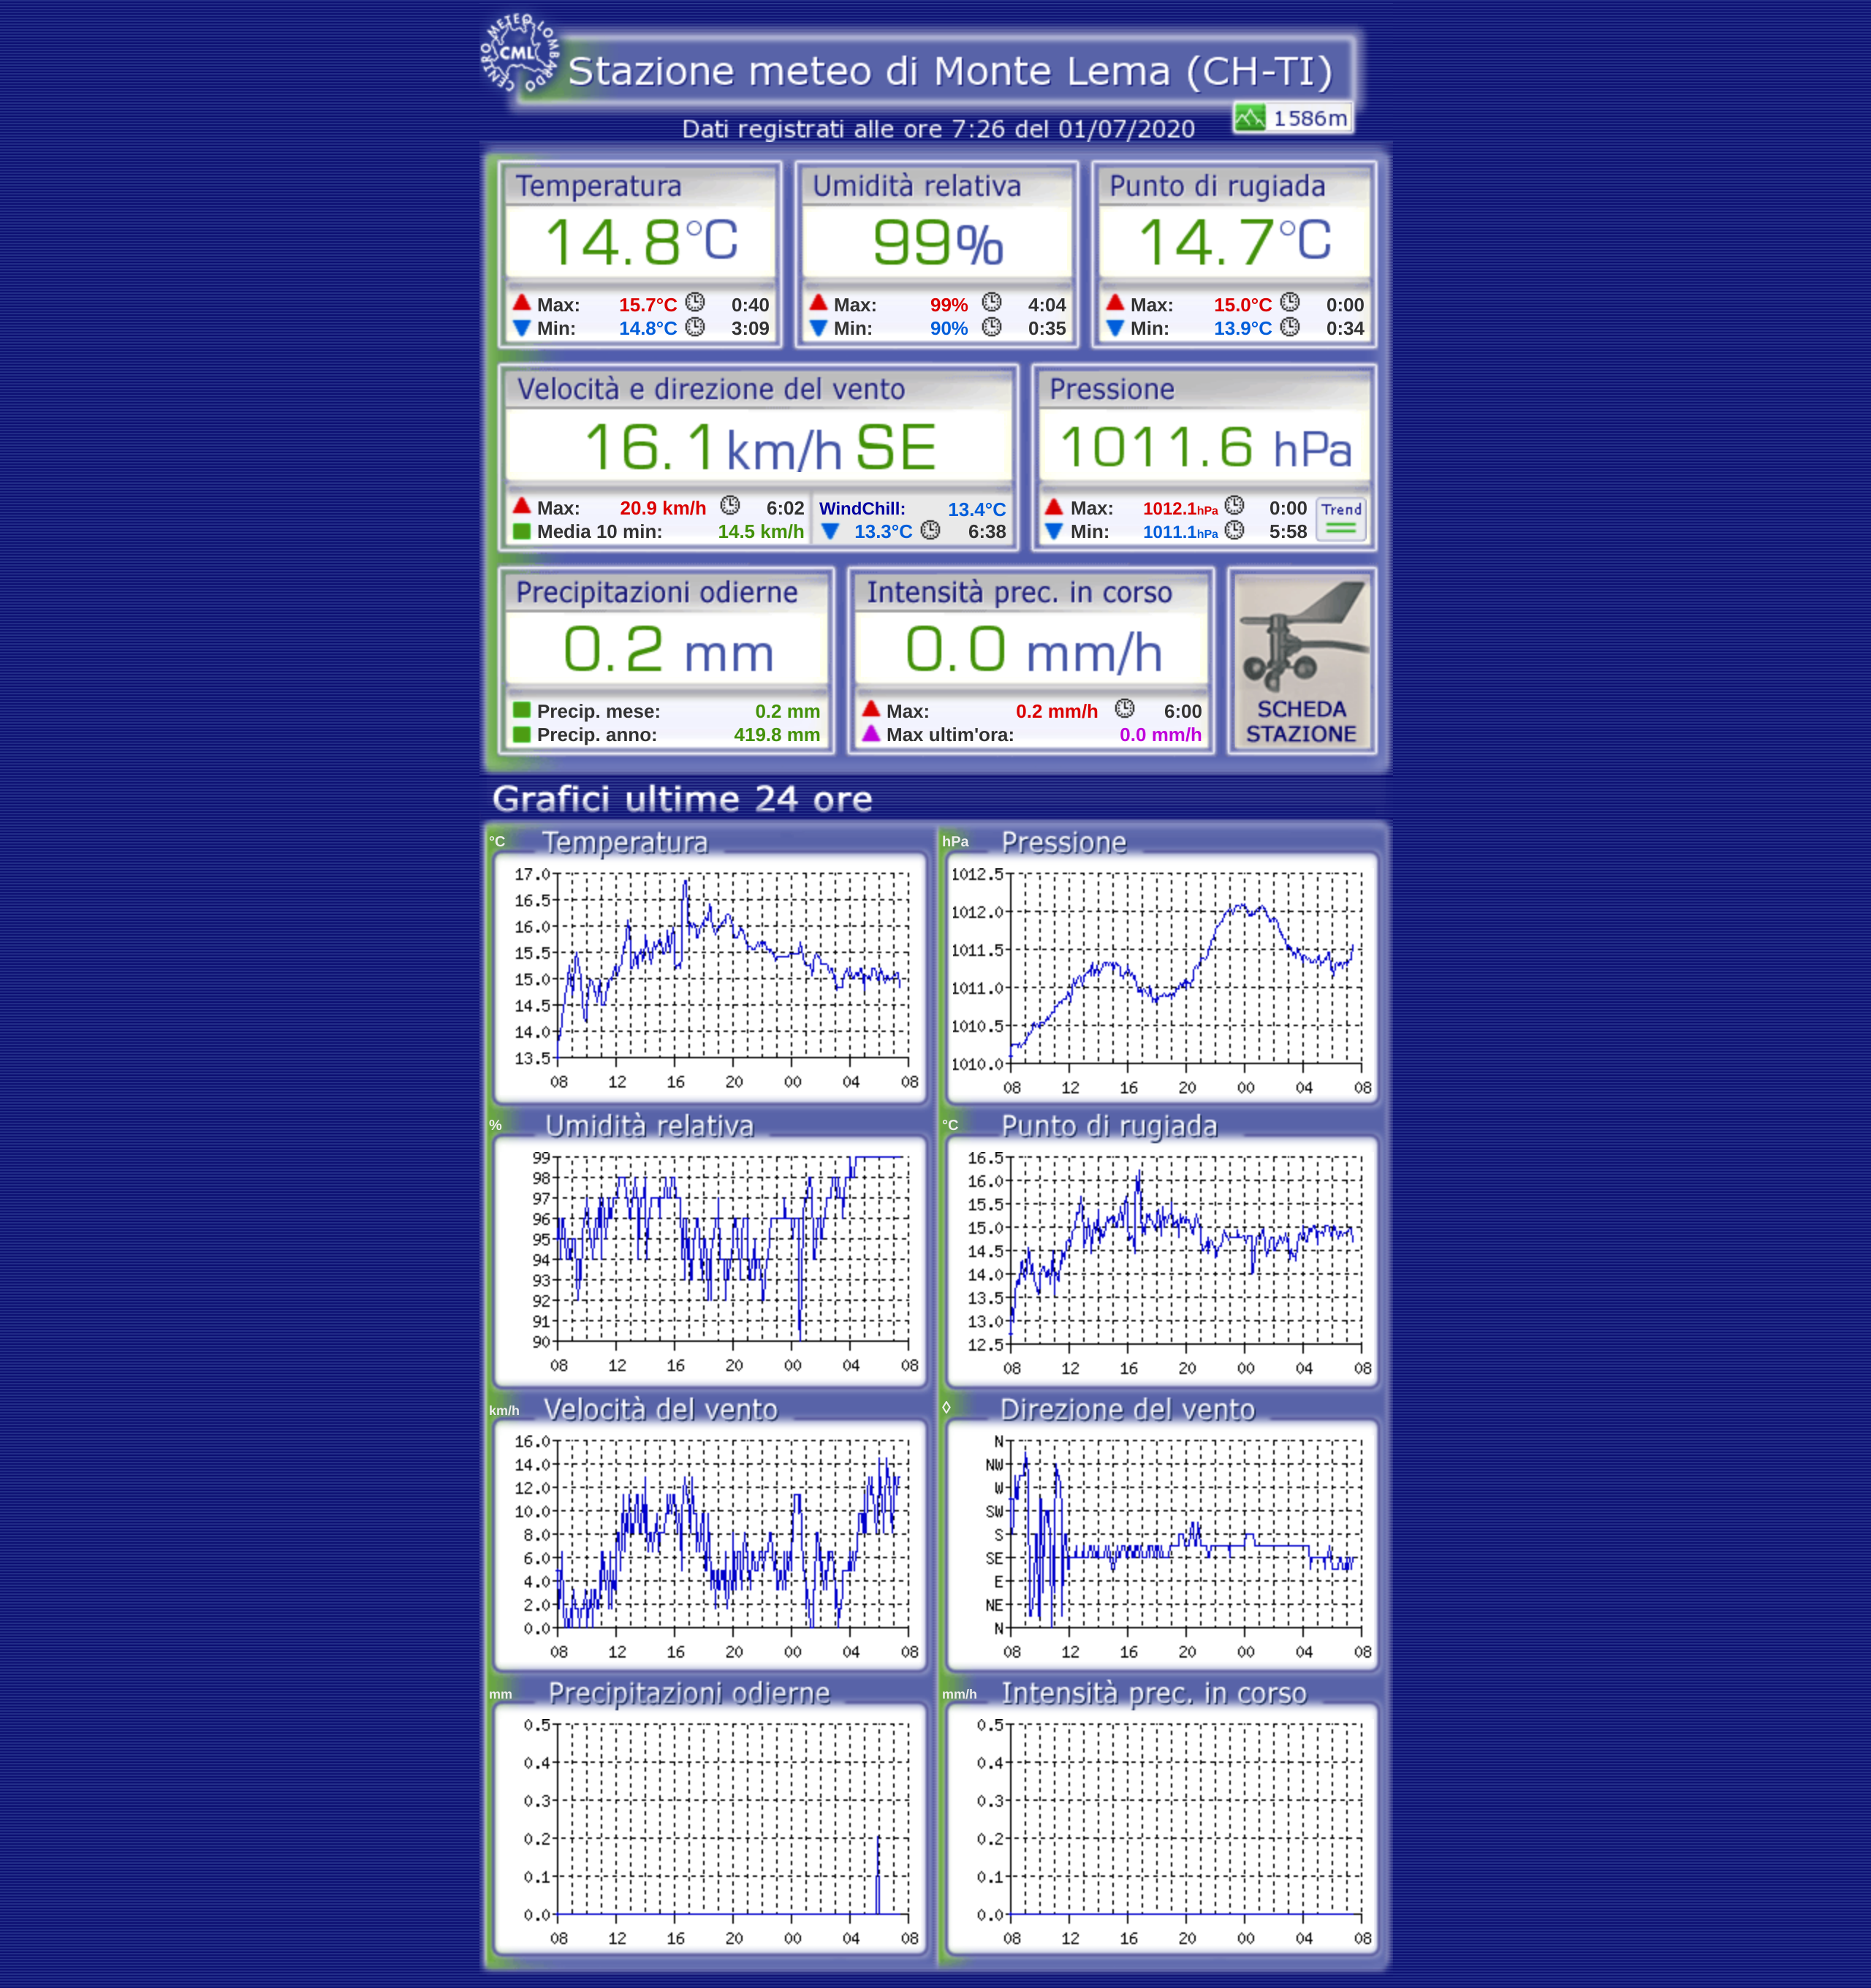 CENTRO METEO LOMBARDO
CML
Stazione meteo di Monte Lema (CH-TI)
1586m
Dati registrati alle ore 7:26 del 01/07/2020
Temperatura
14.8°C
Max: 15.7°C 0:40
Min: 14.8°C 3:09
Umidità relativa
99%
Max: 99% 4:04
Min: 90% 0:35
Punto di rugiada
14.7°C
Max: 15.0°C 0:00
Min: 13.9°C 0:34
Velocità e direzione del vento
16.1km/h SE
Max: 20.9 km/h 6:02
Media 10 min: 14.5 km/h
WindChill: 13.4°C
13.3°C 6:38
Pressione
1011.6 hPa
Max: 1012.1hPa 0:00
Min: 1011.1hPa 5:58
Trend
Precipitazioni odierne
0.2 mm
Precip. mese: 0.2 mm
Precip. anno: 419.8 mm
Intensità prec. in corso
0.0 mm/h
Max: 0.2 mm/h 6:00
Max ultim'ora: 0.0 mm/h
SCHEDA
STAZIONE
Grafici ultime 24 ore
°C Temperatura
17.0
16.5
16.0
15.5
15.0
14.5
14.0
13.5
08 12 16 20 00 04 08
hPa Pressione
1012.5
1012.0
1011.5
1011.0
1010.5
1010.0
08 12 16 20 00 04 08
% Umidità relativa
99
98
97
96
95
94
93
92
91
90
08 12 16 20 00 04 08
°C Punto di rugiada
16.5
16.0
15.5
15.0
14.5
14.0
13.5
13.0
12.5
08 12 16 20 00 04 08
km/h Velocità del vento
16.0
14.0
12.0
10.0
8.0
6.0
4.0
2.0
0.0
08 12 16 20 00 04 08
◊ Direzione del vento
N
NW
W
SW
S
SE
E
NE
N
08 12 16 20 00 04 08
mm Precipitazioni odierne
0.5
0.4
0.3
0.2
0.1
0.0
08 12 16 20 00 04 08
mm/h Intensità prec. in corso
0.5
0.4
0.3
0.2
0.1
0.0
08 12 16 20 00 04 08